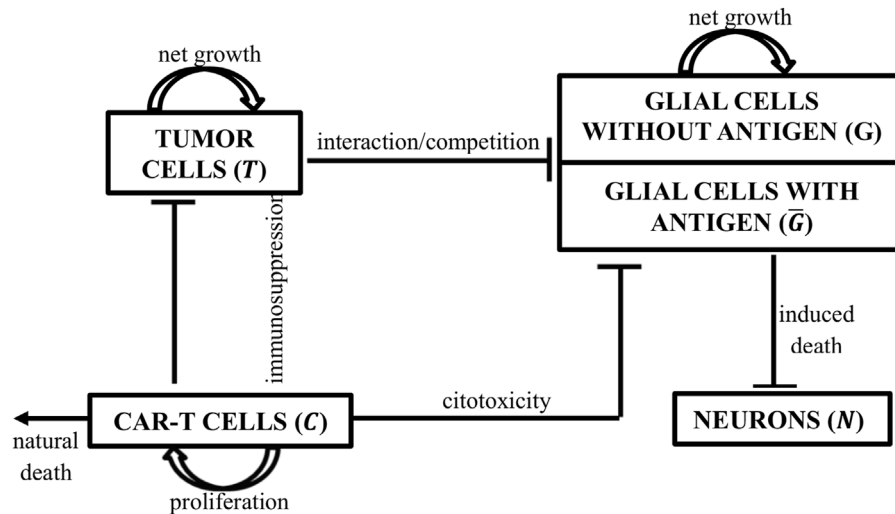 net growth
net growth
TUMOR
CELLS (T)
interaction/competition
GLIAL CELLS
WITHOUT ANTIGEN (G)
GLIAL CELLS WITH
ANTIGEN (G̅)
immunosuppression
induced
death
CAR-T CELLS (C)
citotoxicity
NEURONS (N)
natural
death
proliferation